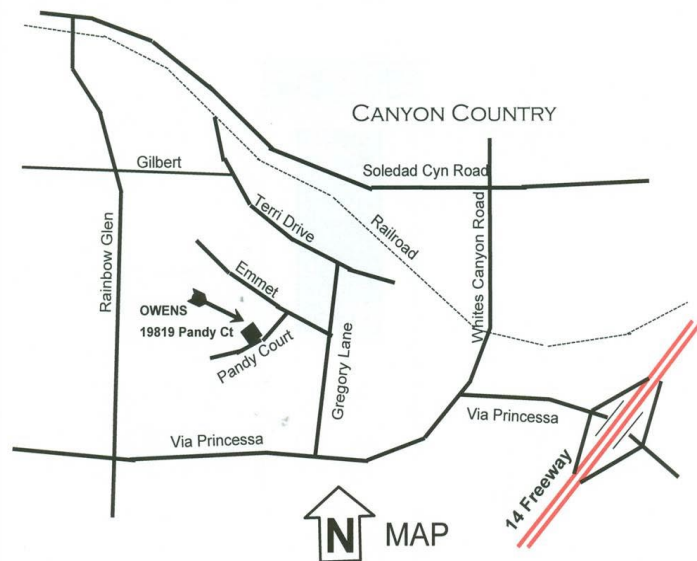 CANYON COUNTRY
Gilbert
Soledad Cyn Road
Terri Drive
Railroad
Rainbow Glen
Emmet
Whites Canyon Road
OWENS
19819 Pandy Ct
Pandy Court
Gregory Lane
Via Princessa
Via Princessa
14 Freeway
N
MAP